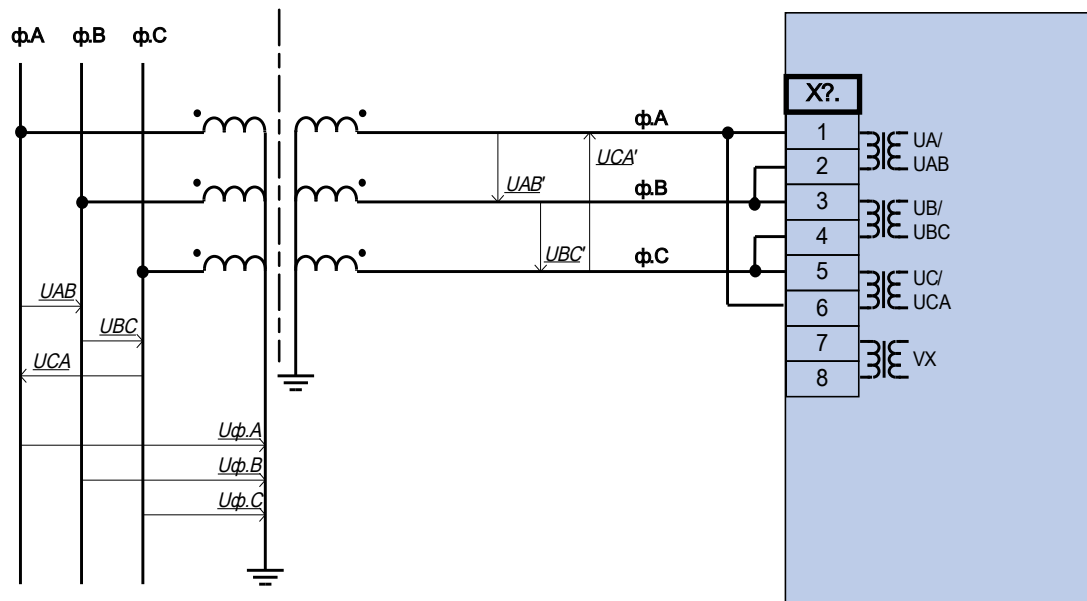 ф.A ф.B ф.C
X?.
ф.A
1
UA/
UAB
UCA'
2
UAB'
ф.B
3
UB/
UBC
4
UBC'
ф.C
5
UC/
UCA
6
UAB
UBC
7
VX
UCA
8
Uф.A
Uф.B
Uф.C